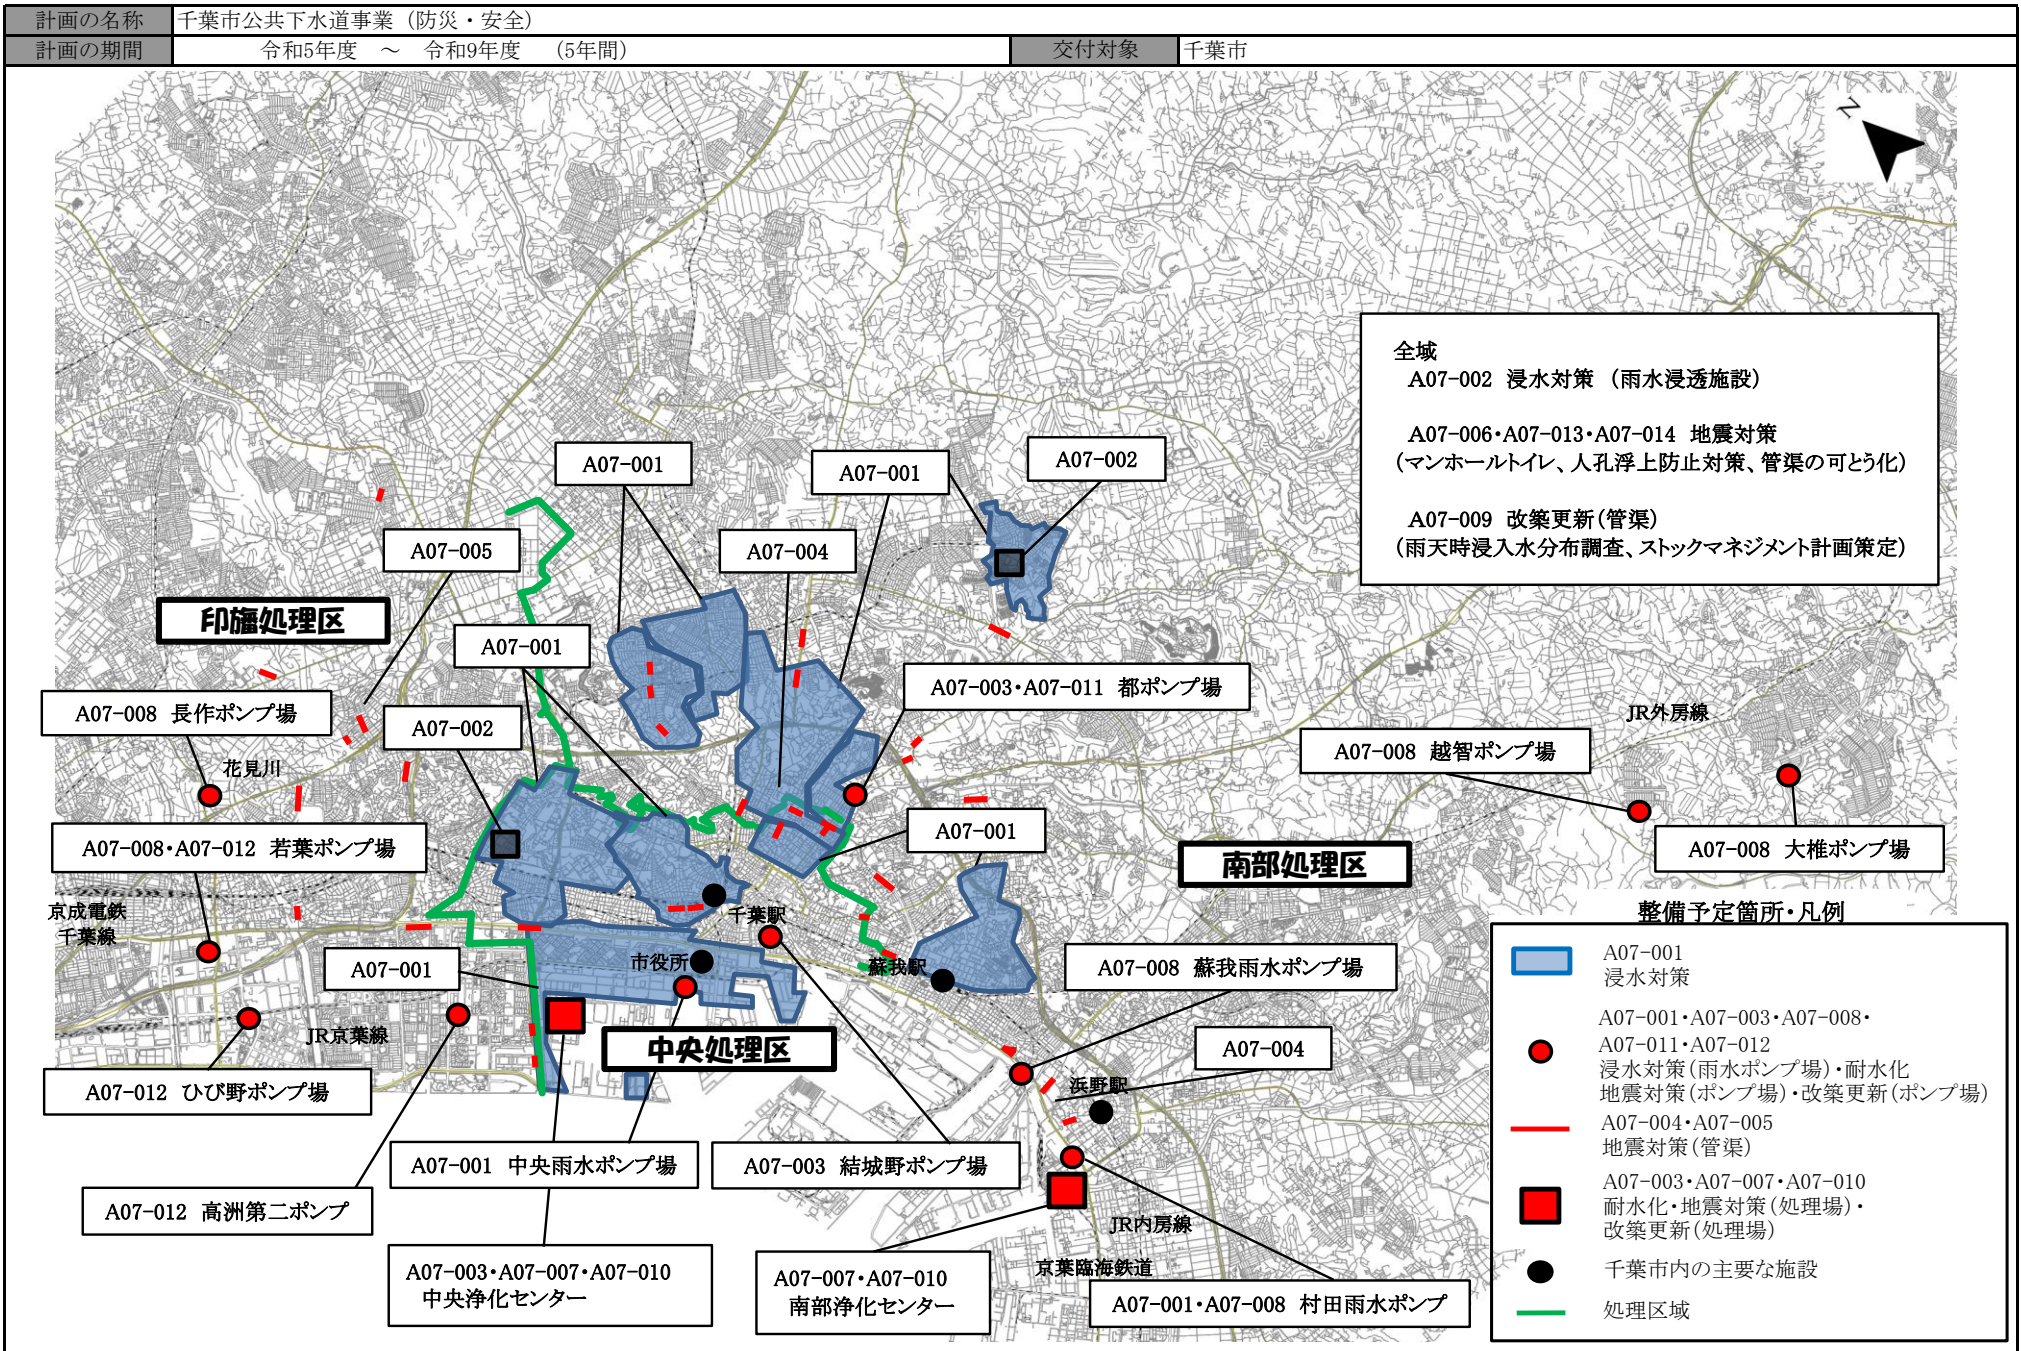 計画の名称 千葉市公共下水道事業（防災・安全）
計画の期間 令和5年度 ～ 令和9年度 （5年間） 交付対象 千葉市
N
全域
A07-002 浸水対策 （雨水浸透施設）
A07-006・A07-013・A07-014 地震対策
（マンホールトイレ、人孔浮上防止対策、管渠の可とう化）
A07-009 改築更新（管渠）
（雨天時浸入水分布調査、ストックマネジメント計画策定）
A07-001
A07-001
A07-002
A07-005
A07-004
印旛処理区
A07-001
A07-003・A07-011 都ポンプ場
A07-008 長作ポンプ場
A07-002
JR外房線
A07-008 越智ポンプ場
花見川
A07-001
A07-008・A07-012 若葉ポンプ場
南部処理区
A07-008 大椎ポンプ場
京成電鉄
千葉線
千葉駅
市役所
蘇我駅
A07-001
A07-008 蘇我雨水ポンプ場
JR京葉線
中央処理区
A07-004
A07-012 ひび野ポンプ場
浜野駅
A07-001 中央雨水ポンプ場
A07-003 結城野ポンプ場
A07-012 高洲第二ポンプ
JR内房線
京葉臨海鉄道
A07-003・A07-007・A07-010
中央浄化センター
A07-007・A07-010
南部浄化センター
A07-001・A07-008 村田雨水ポンプ
整備予定箇所・凡例
A07-001
浸水対策
A07-001・A07-003・A07-008・
A07-011・A07-012
浸水対策（雨水ポンプ場）・耐水化
地震対策（ポンプ場）・改築更新（ポンプ場）
A07-004・A07-005
地震対策（管渠）
A07-003・A07-007・A07-010
耐水化・地震対策（処理場）・
改築更新（処理場）
千葉市内の主要な施設
処理区域